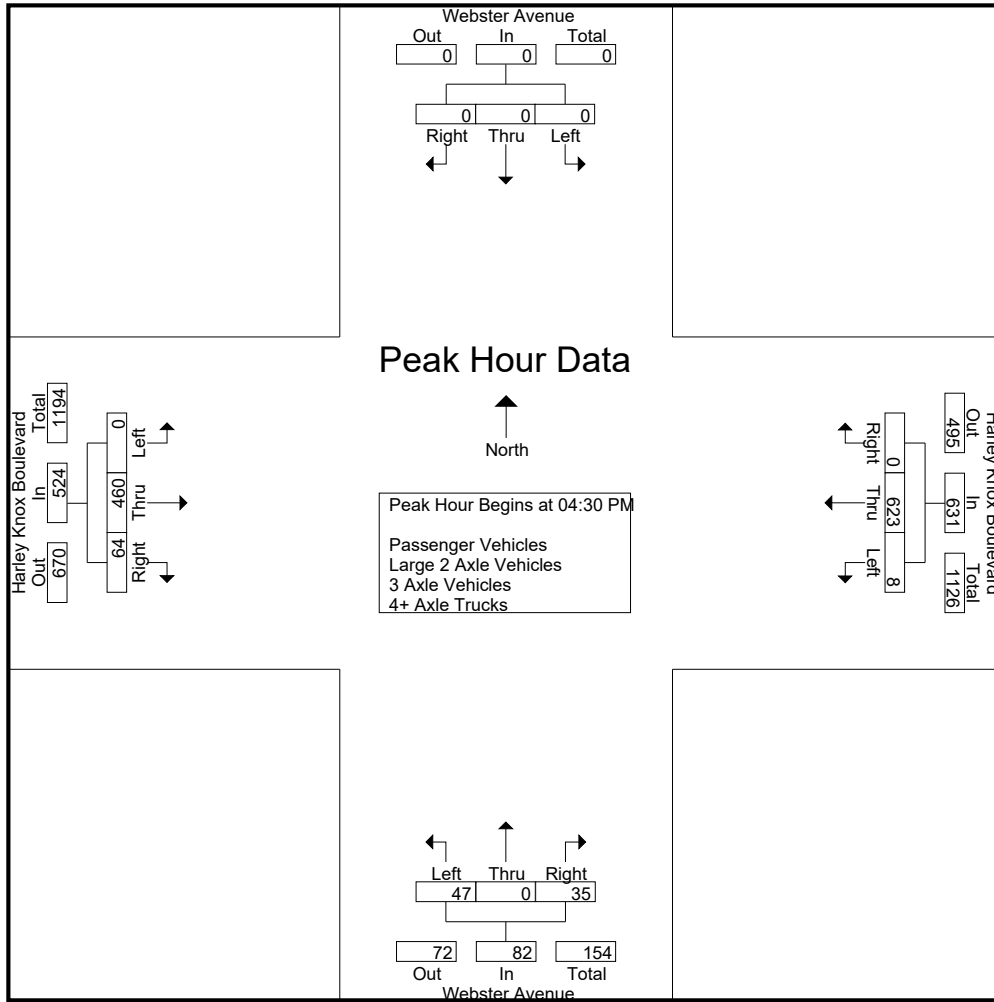 Webster Avenue
Out In Total
0 0 0
0 0 0
Right Thru Left
Peak Hour Data
North
Peak Hour Begins at 04:30 PM
Passenger Vehicles
Large 2 Axle Vehicles
3 Axle Vehicles
4+ Axle Trucks
Harley Knox Boulevard
Out In Total
670 524 1194
0 460 64
Left Thru Right
Harley Knox Boulevard
Out In Total
495 631 1126
0 623 8
Right Thru Left
Left Thru Right
47 0 35
72 82 154
Out In Total
Webster Avenue